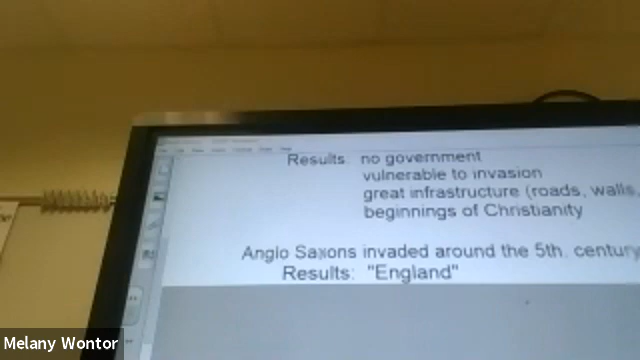 Results: no government
vulnerable to invasion
great infrastructure (roads, walls,
beginnings of Christianity
Anglo Saxons invaded around the 5th. century
Results: "England"
Melany Wontor